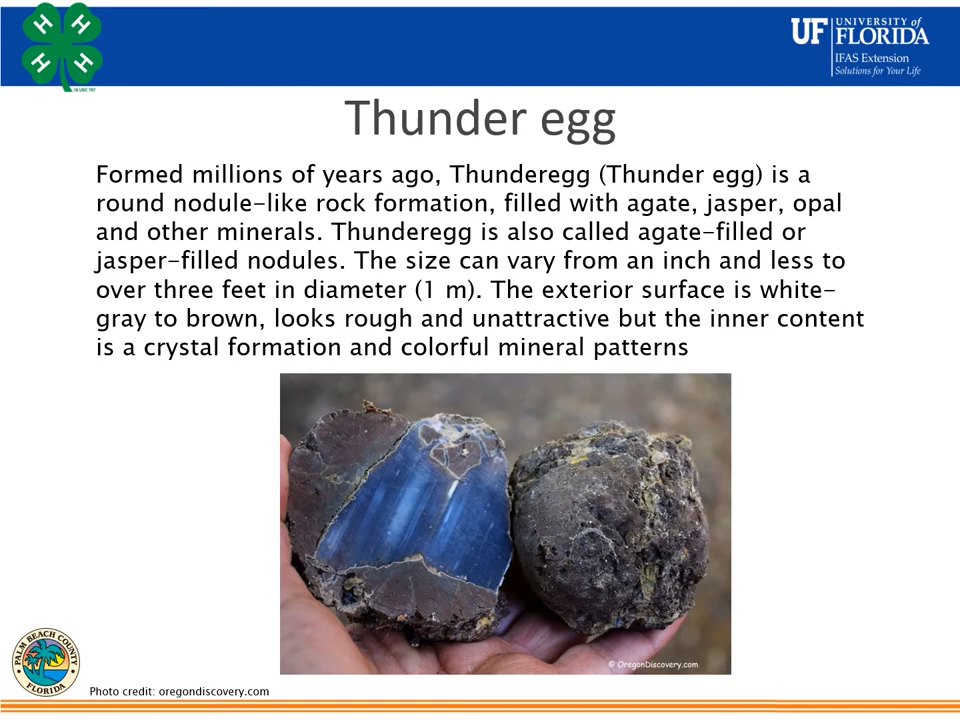 H H
H H
18 USC 707
UF UNIVERSITY of
FLORIDA
IFAS Extension
Solutions for Your Life
Thunder egg
Formed millions of years ago, Thunderegg (Thunder egg) is a
round nodule-like rock formation, filled with agate, jasper, opal
and other minerals. Thunderegg is also called agate-filled or
jasper-filled nodules. The size can vary from an inch and less to
over three feet in diameter (1 m). The exterior surface is white-
gray to brown, looks rough and unattractive but the inner content
is a crystal formation and colorful mineral patterns
© OregonDiscovery.com
PALM BEACH COUNTY
FLORIDA
Photo credit: oregondiscovery.com